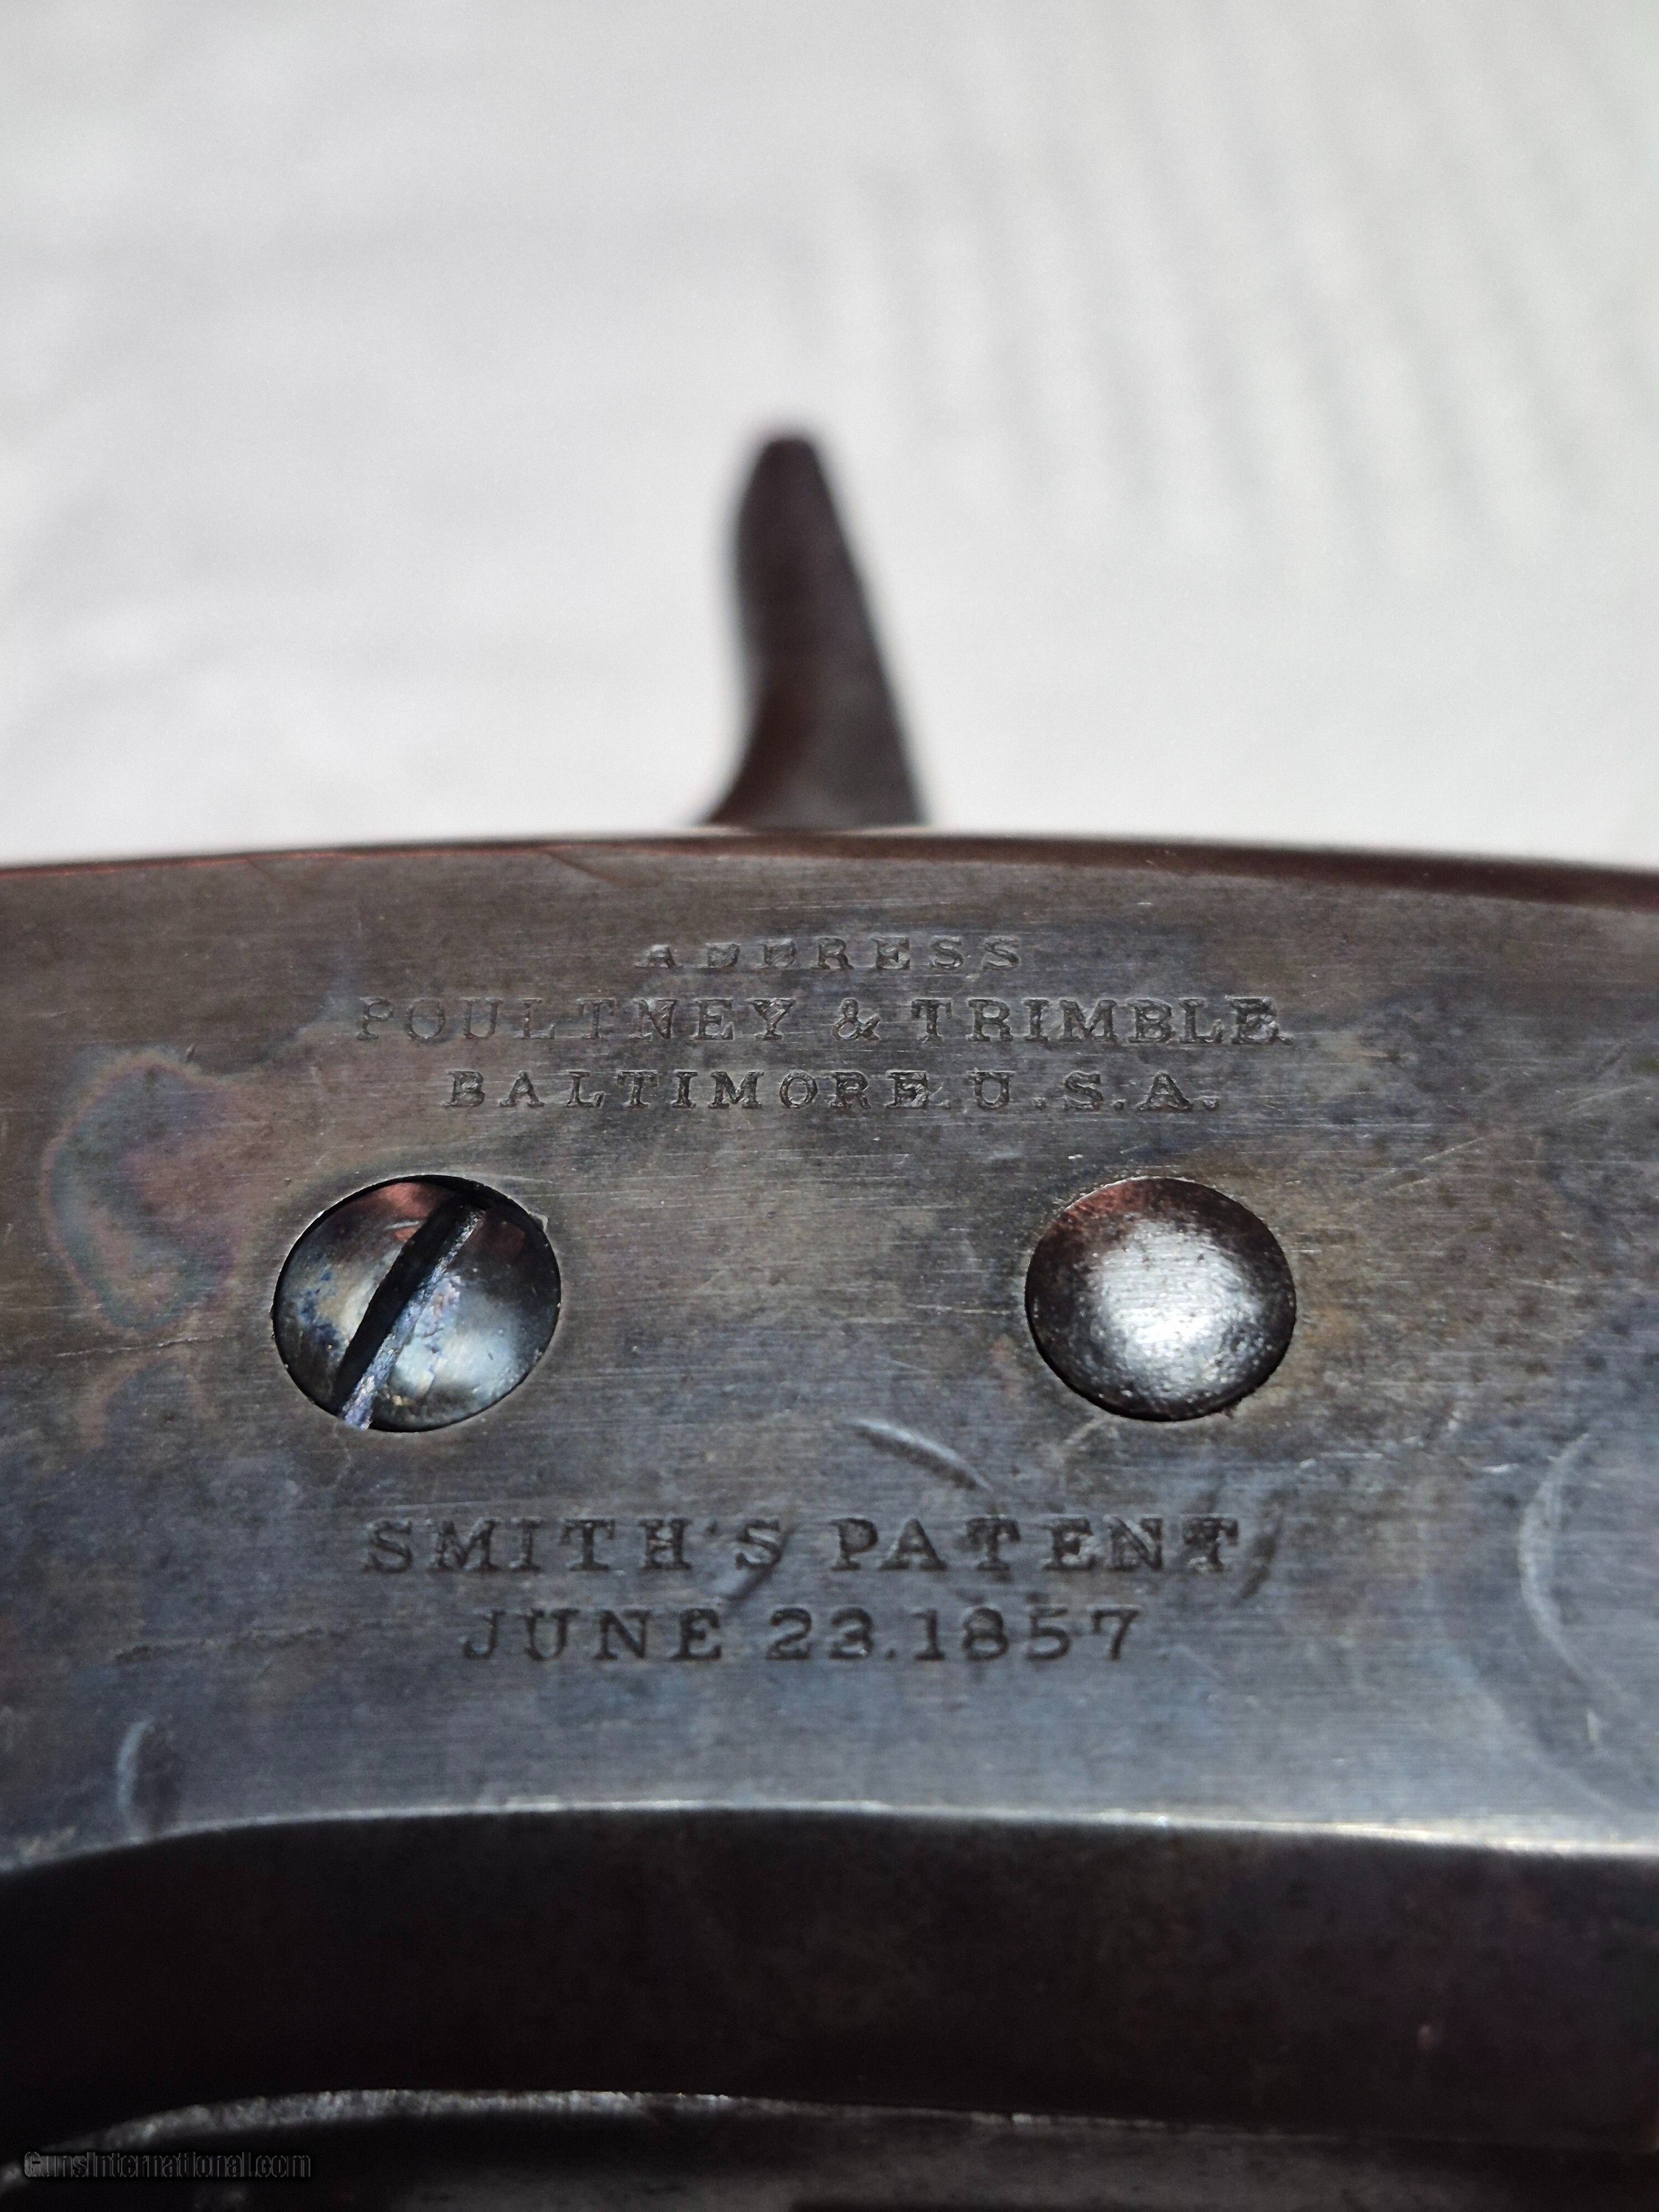 ADDRESS
POULTNEY & TRIMBLE
BALTIMORE U.S.A.
SMITH'S PATENT
JUNE 23.1857
GunsInternational.com